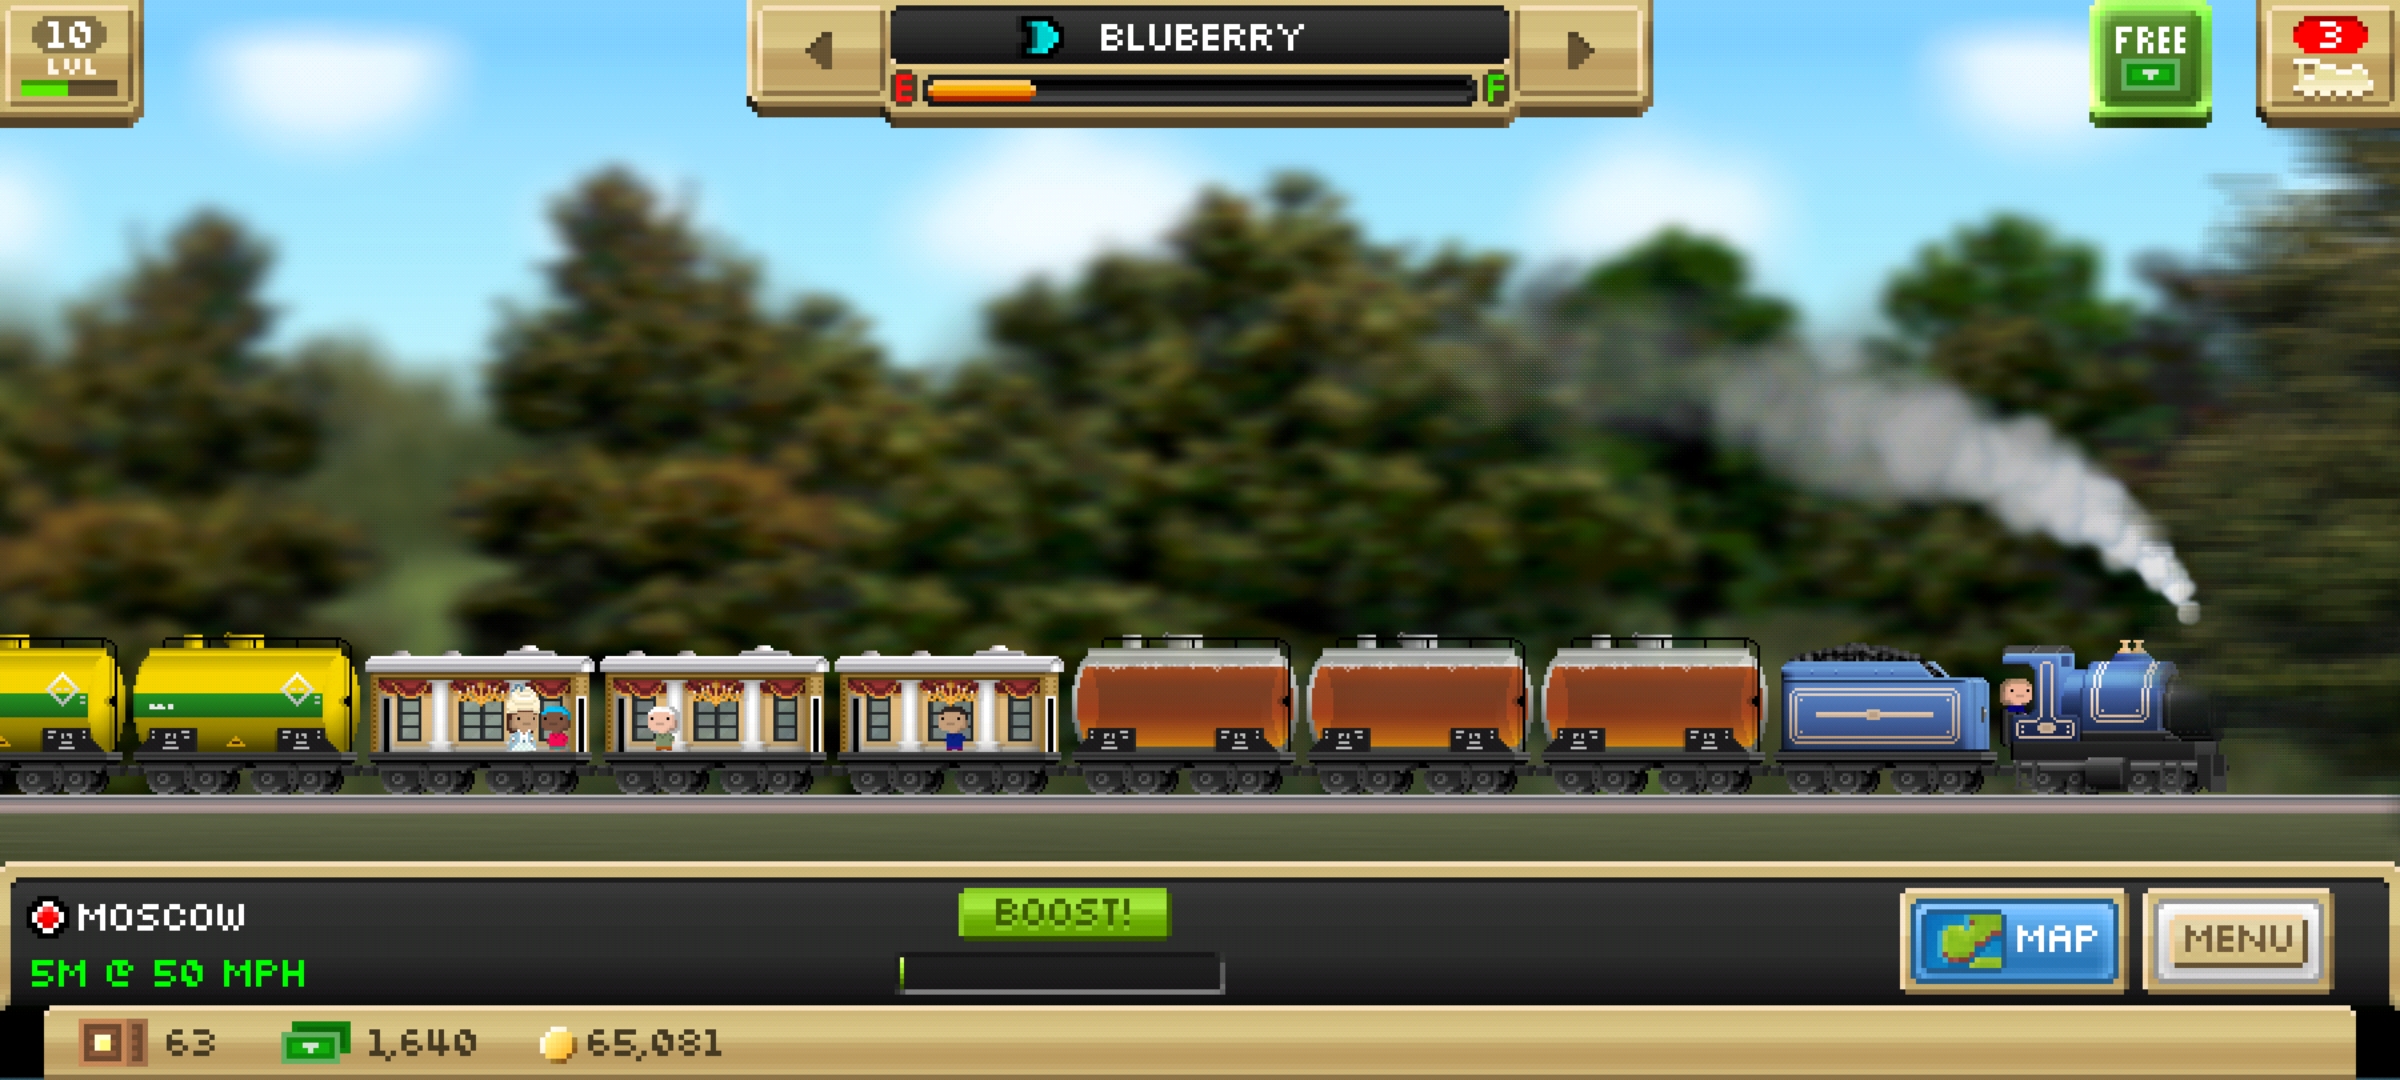 10
LVL
BLUBERRY
E F
FREE
3
MOSCOW
5M @ 50 MPH
BOOST!
MAP
MENU
63 1,640 65,081